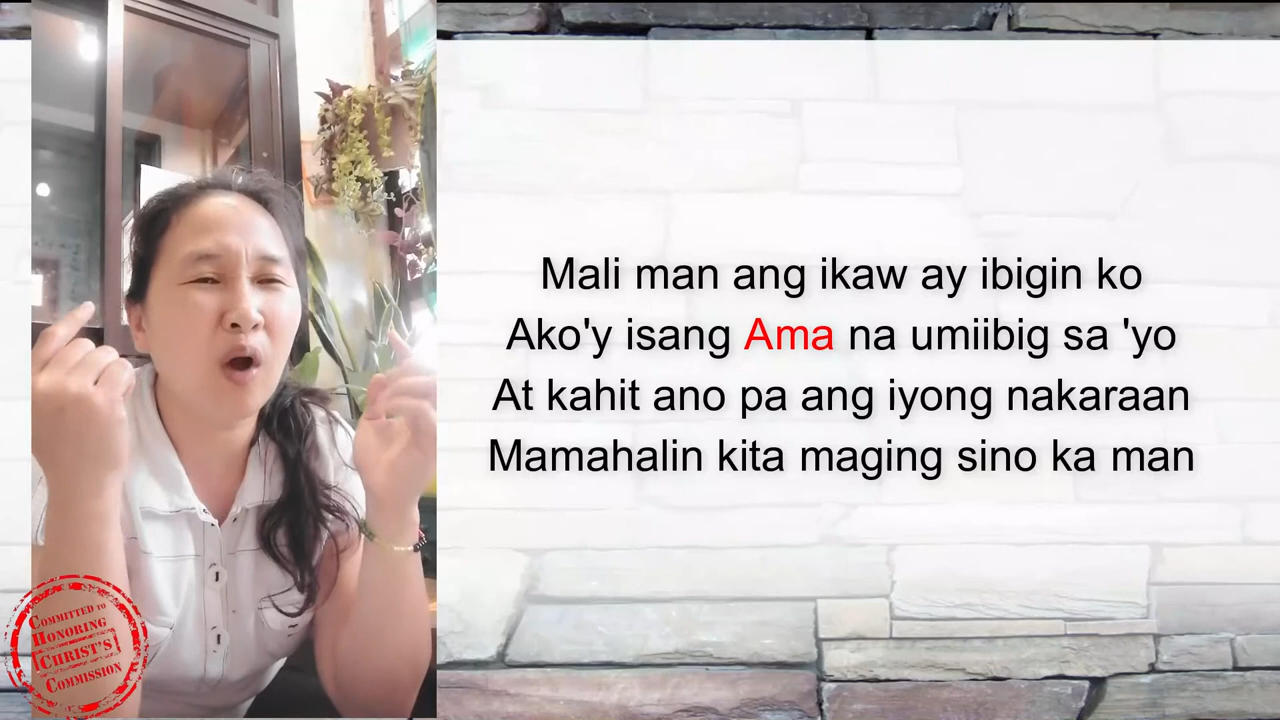 Mali man ang ikaw ay ibigin ko
Ako'y isang Ama na umiibig sa 'yo
At kahit ano pa ang iyong nakaraan
Mamahalin kita maging sino ka man
COMMITTED TO
HONORING
CHRIST'S
COMMISSION